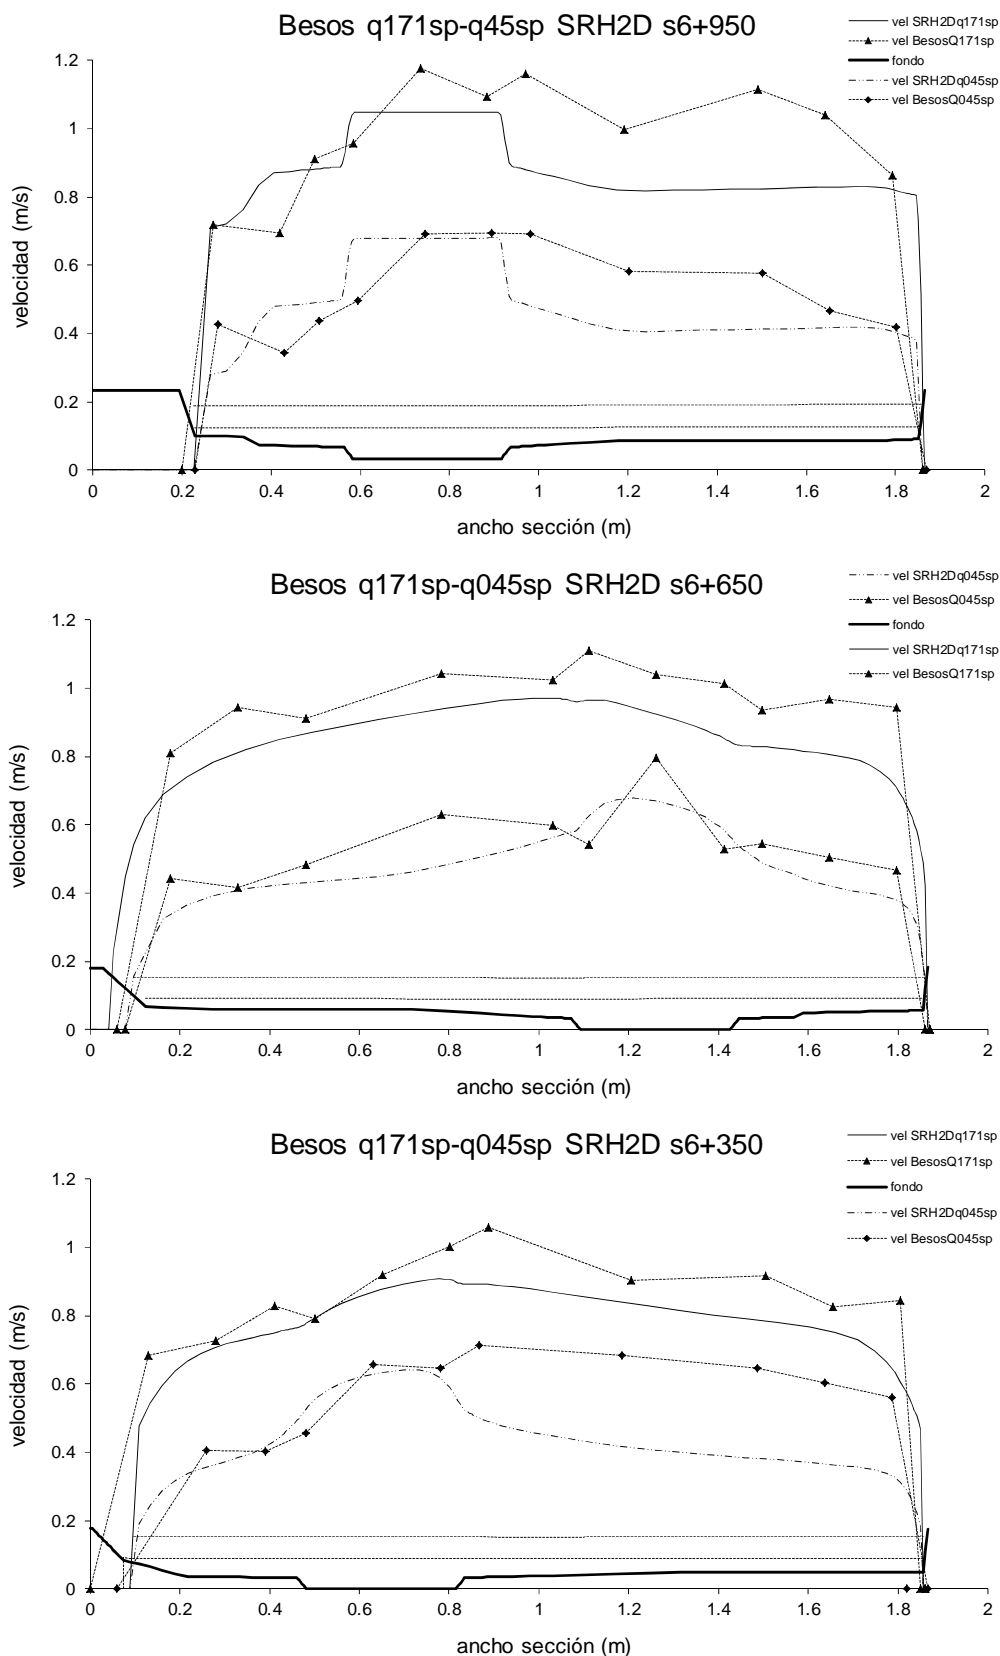 Besos q171sp-q45sp SRH2D s6+950
vel SRH2Dq171sp
vel BesosQ171sp
fondo
vel SRH2Dq045sp
vel BesosQ045sp
1.2
1
0.8
0.6
0.4
0.2
0
velocidad (m/s)
0 0.2 0.4 0.6 0.8 1 1.2 1.4 1.6 1.8 2
ancho sección (m)
Besos q171sp-q045sp SRH2D s6+650
vel SRH2Dq045sp
vel BesosQ045sp
fondo
vel SRH2Dq171sp
vel BesosQ171sp
1.2
1
0.8
0.6
0.4
0.2
0
velocidad (m/s)
0 0.2 0.4 0.6 0.8 1 1.2 1.4 1.6 1.8 2
ancho sección (m)
Besos q171sp-q045sp SRH2D s6+350
vel SRH2Dq171sp
vel BesosQ171sp
fondo
vel SRH2Dq045sp
vel BesosQ045sp
1.2
1
0.8
0.6
0.4
0.2
0
velocidad (m/s)
0 0.2 0.4 0.6 0.8 1 1.2 1.4 1.6 1.8 2
ancho sección (m)